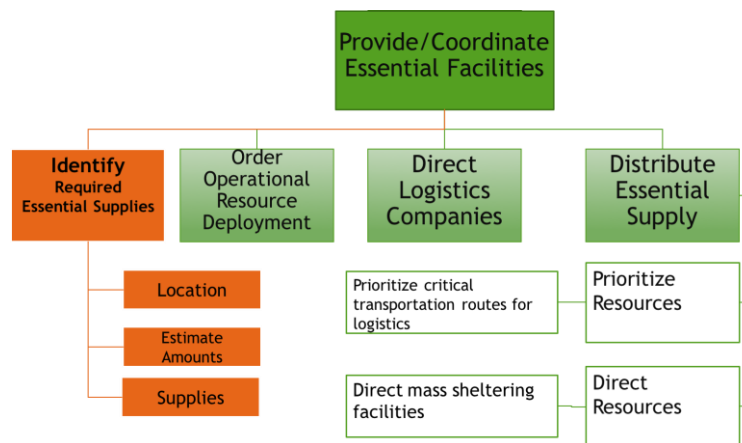 Provide/Coordinate
Essential Facilities
Identify
Required
Essential Supplies
Order
Operational
Resource
Deployment
Direct
Logistics
Companies
Distribute
Essential
Supply
Location
Estimate
Amounts
Supplies
Prioritize critical
transportation routes for
logistics
Prioritize
Resources
Direct mass sheltering
facilities
Direct
Resources